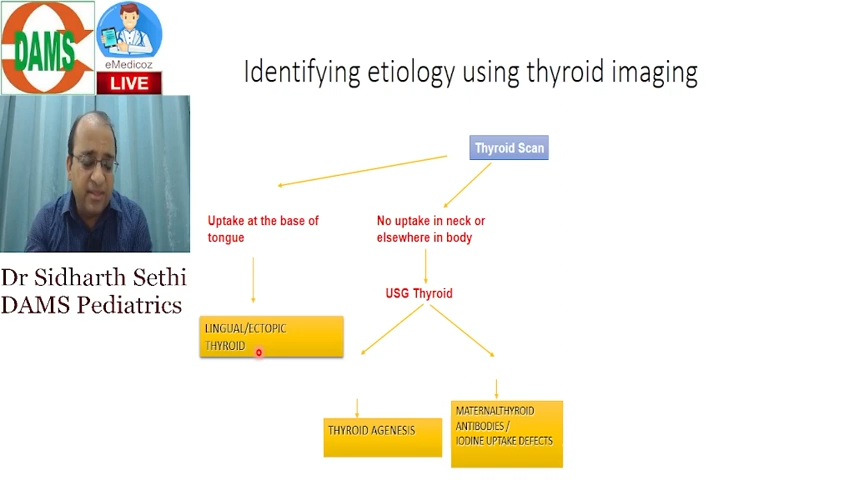 DAMS
eMedicoz
LIVE
Identifying etiology using thyroid imaging
Thyroid Scan
Uptake at the base of
tongue
No uptake in neck or
elsewhere in body
USG Thyroid
Dr Sidharth Sethi
DAMS Pediatrics
LINGUAL/ECTOPIC
THYROID
THYROID AGENESIS
MATERNALTHYROID
ANTIBODIES /
IODINE UPTAKE DEFECTS